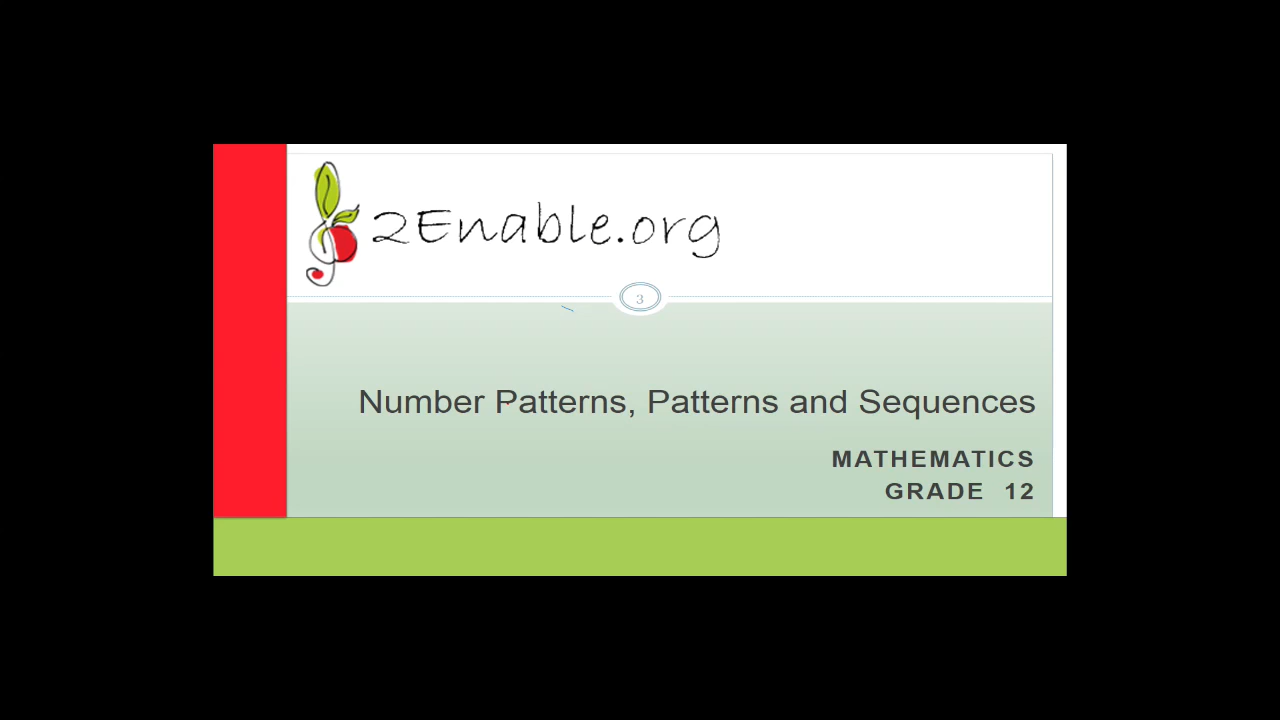 2Enable.org
3
Number Patterns, Patterns and Sequences
MATHEMATICS
GRADE 12